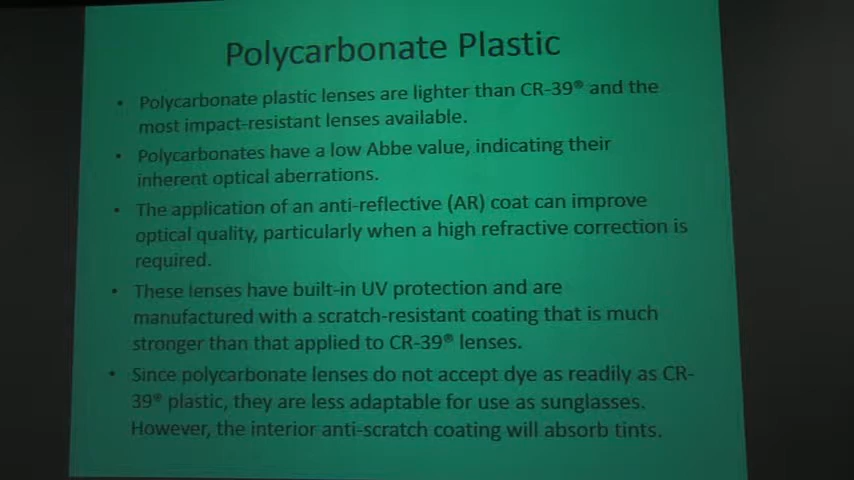 Polycarbonate Plastic
• Polycarbonate plastic lenses are lighter than CR-39® and the
most impact-resistant lenses available.
• Polycarbonates have a low Abbe value, indicating their
inherent optical aberrations.
• The application of an anti-reflective (AR) coat can improve
optical quality, particularly when a high refractive correction is
required.
• These lenses have built-in UV protection and are
manufactured with a scratch-resistant coating that is much
stronger than that applied to CR-39® lenses.
• Since polycarbonate lenses do not accept dye as readily as CR-
39® plastic, they are less adaptable for use as sunglasses.
However, the interior anti-scratch coating will absorb tints.